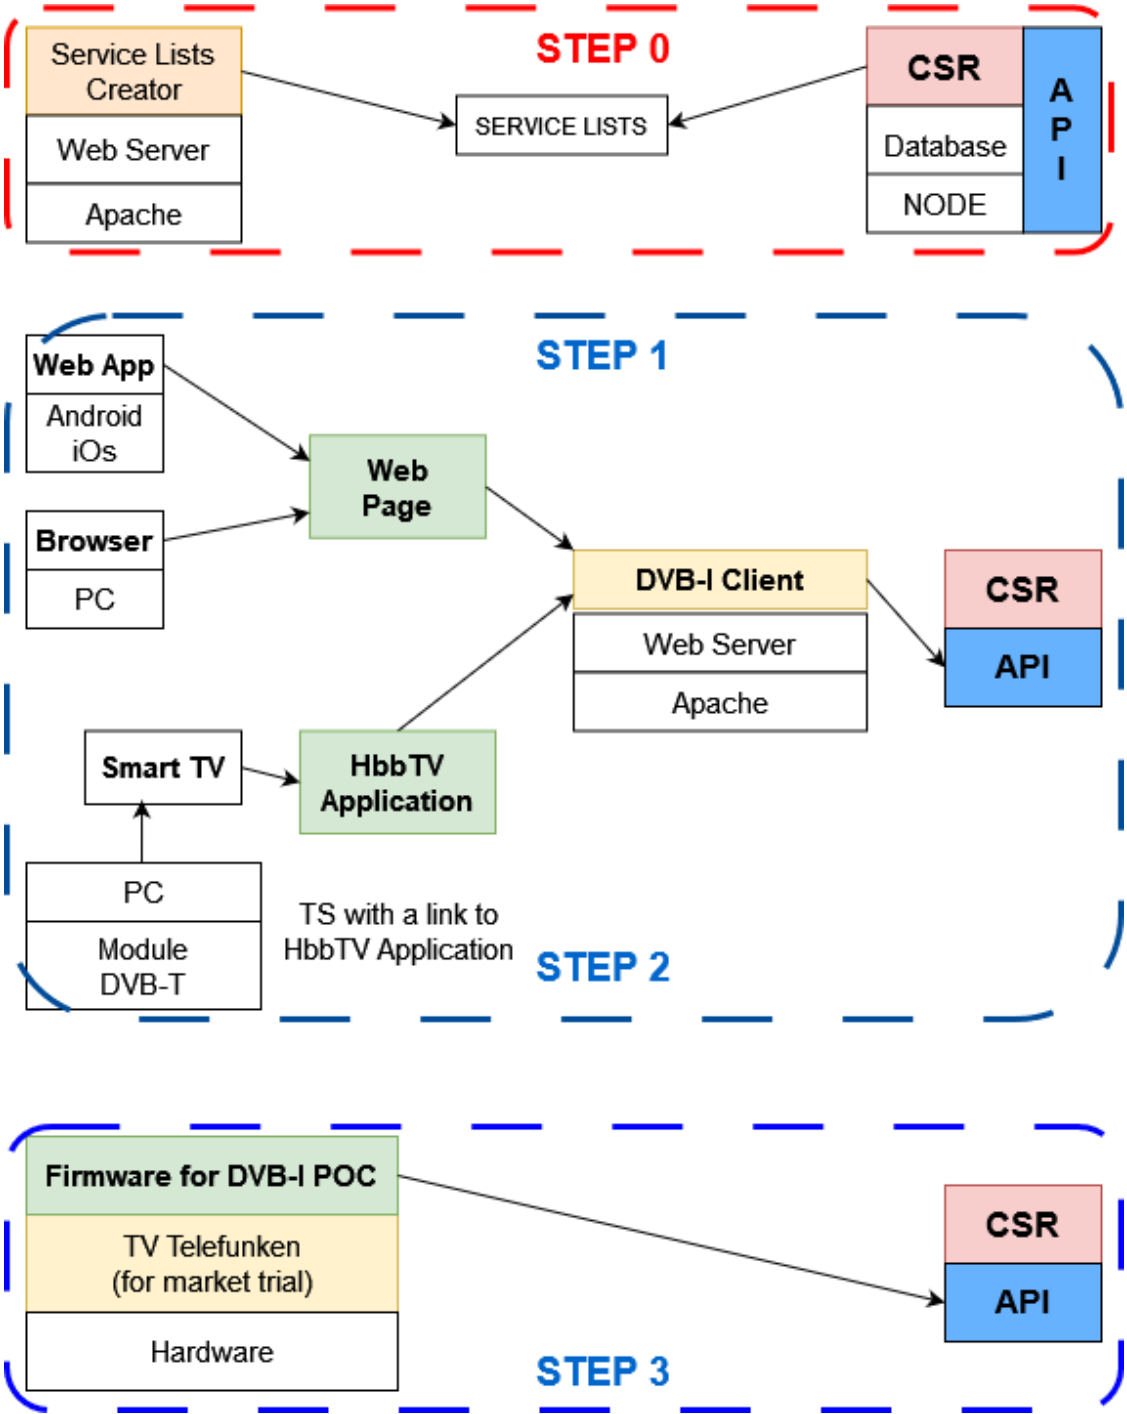 STEP 0
Service Lists
Creator
Web Server
Apache
SERVICE LISTS
CSR
Database
NODE
A
P
I
STEP 1
Web App
Android
iOs
Browser
PC
Web
Page
DVB-I Client
Web Server
Apache
CSR
API
Smart TV
HbbTV
Application
PC
Module
DVB-T
TS with a link to
HbbTV Application
STEP 2
Firmware for DVB-I POC
TV Telefunken
(for market trial)
Hardware
CSR
API
STEP 3